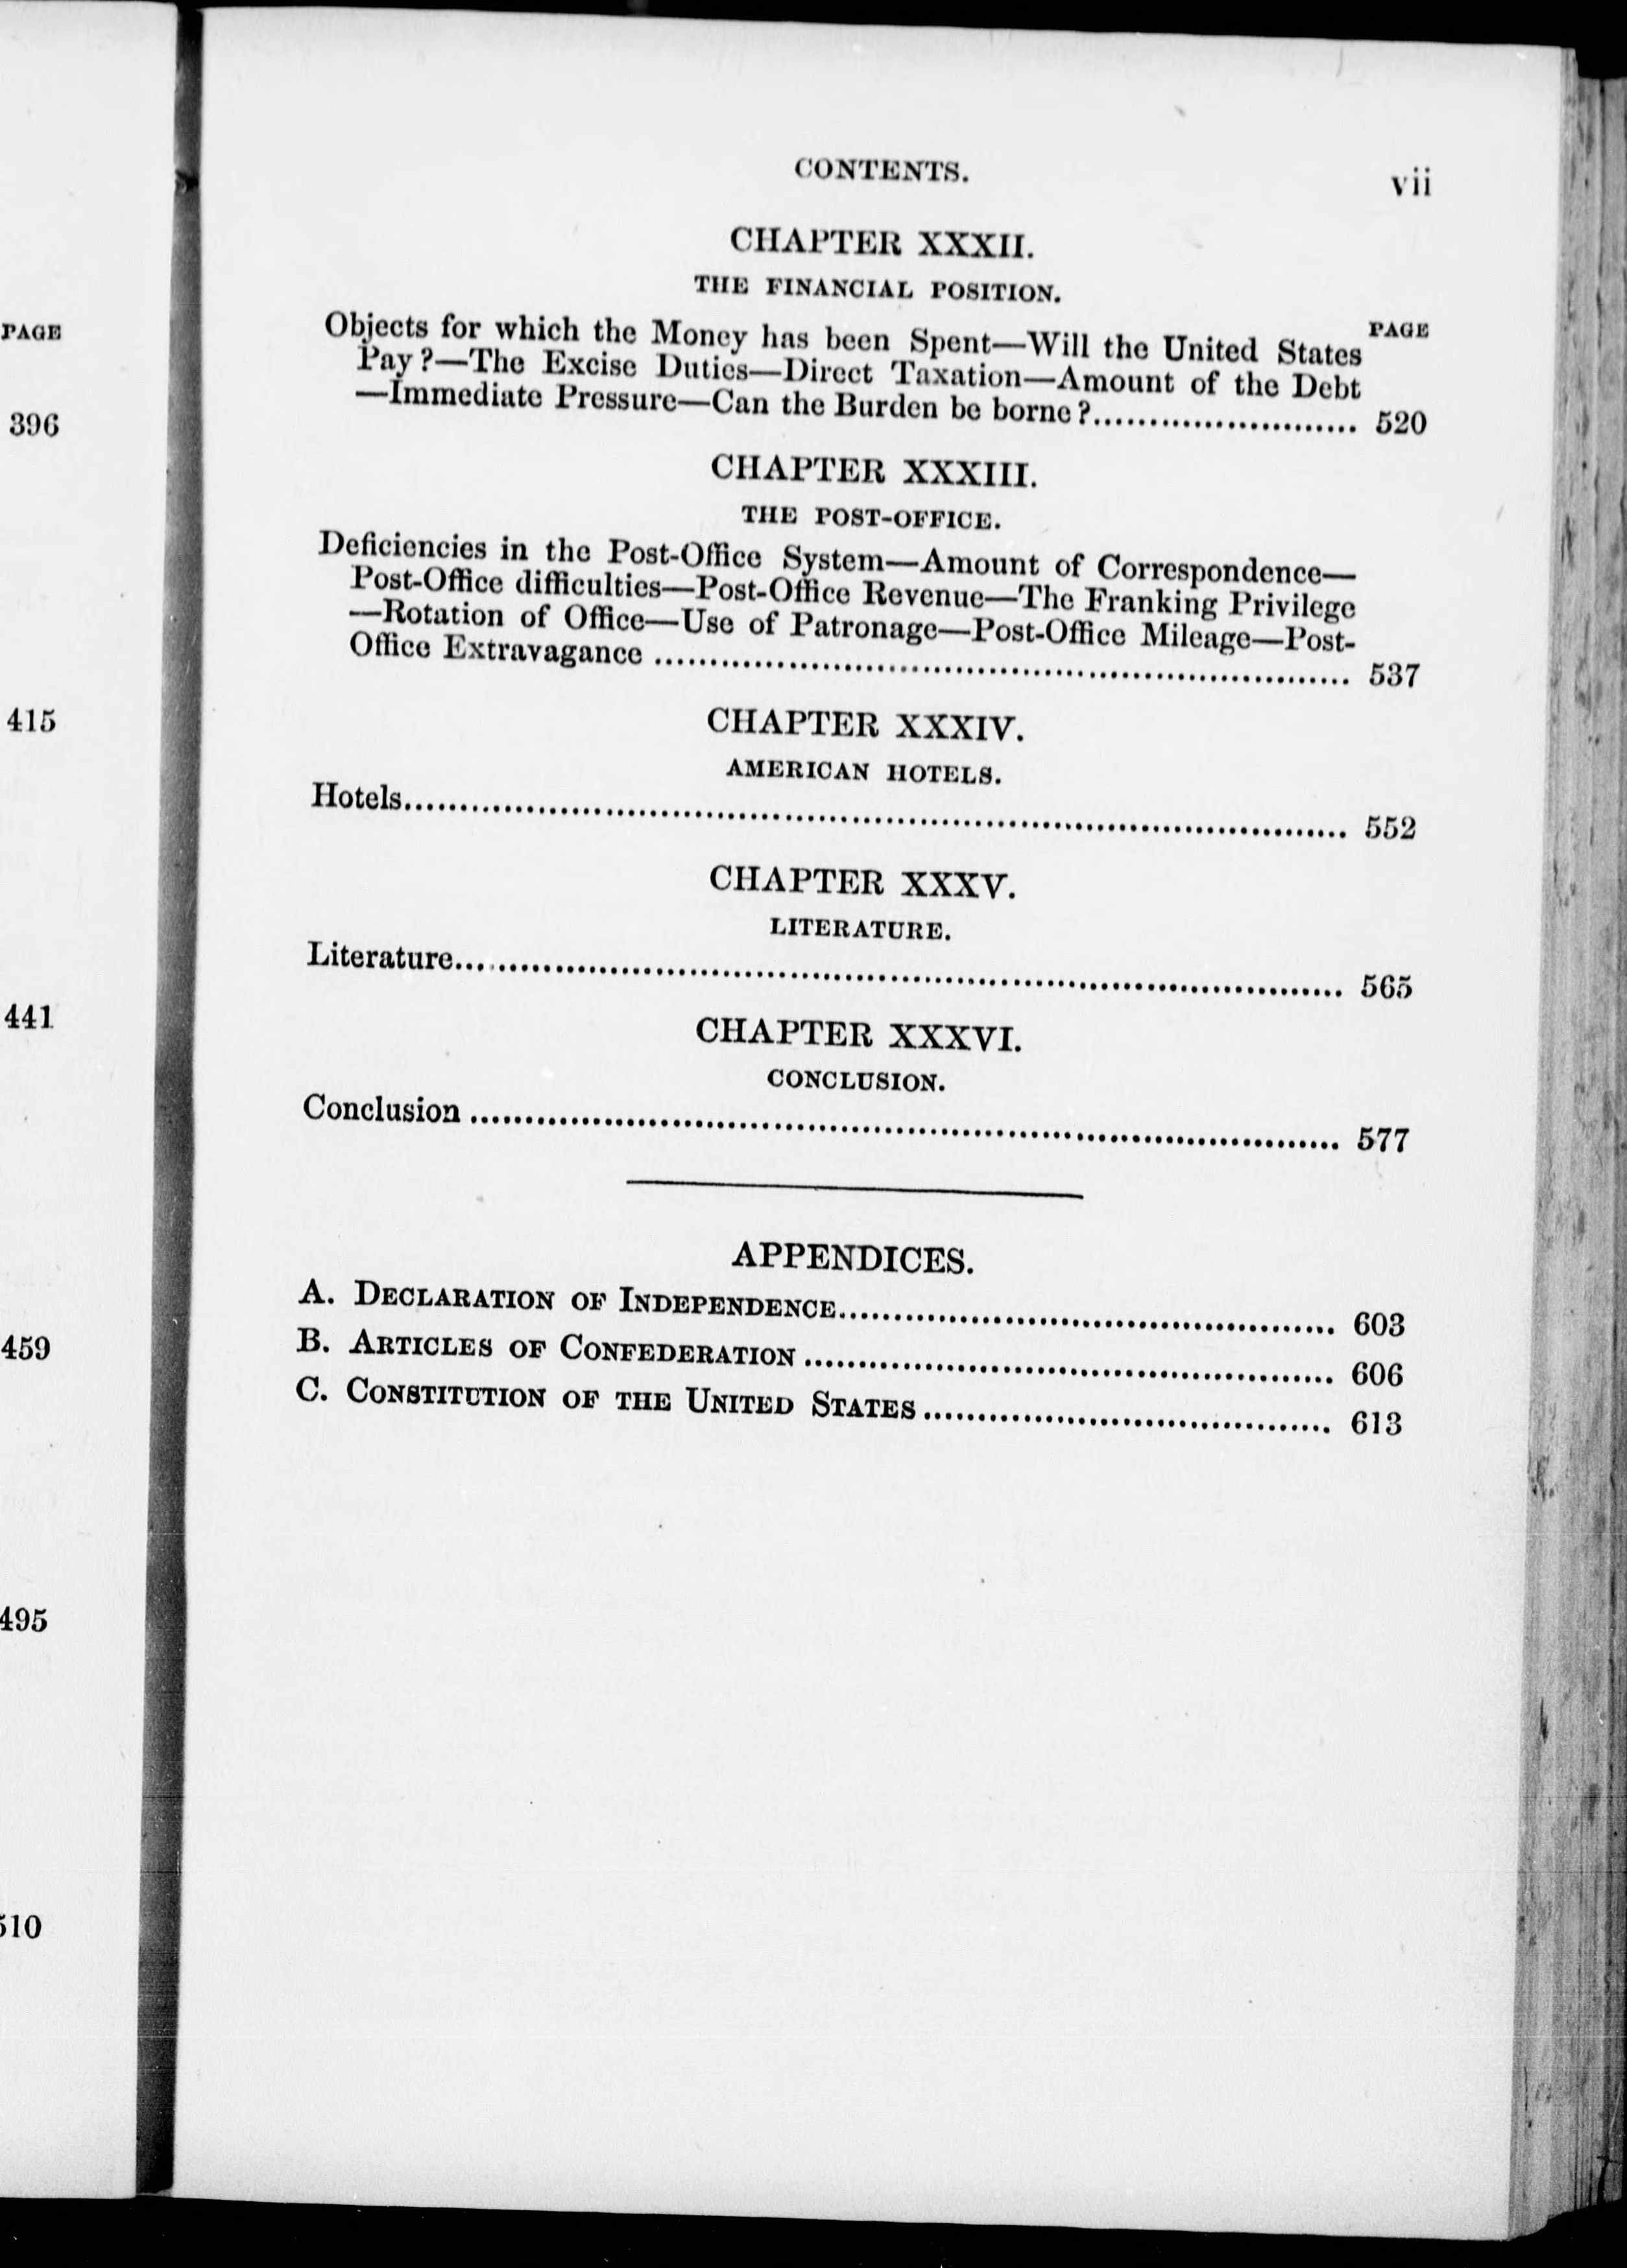 PAGE
396
415
441
459
495
510
CONTENTS. vii
CHAPTER XXXII.
THE FINANCIAL POSITION.
PAGE
Objects for which the Money has been Spent—Will the United States
Pay?—The Excise Duties—Direct Taxation—Amount of the Debt
—Immediate Pressure—Can the Burden be borne?........................ 520
CHAPTER XXXIII.
THE POST-OFFICE.
Deficiencies in the Post-Office System—Amount of Correspondence—
Post-Office difficulties—Post-Office Revenue—The Franking Privilege
—Rotation of Office—Use of Patronage—Post-Office Mileage—Post-
Office Extravagance ................................................................ 537
CHAPTER XXXIV.
AMERICAN HOTELS.
Hotels...................................................................................... 552
CHAPTER XXXV.
LITERATURE.
Literature................................................................................ 565
CHAPTER XXXVI.
CONCLUSION.
Conclusion ............................................................................... 577
APPENDICES.
A. DECLARATION OF INDEPENDENCE............................................. 603
B. ARTICLES OF CONFEDERATION ................................................ 606
C. CONSTITUTION OF THE UNITED STATES..................................... 613